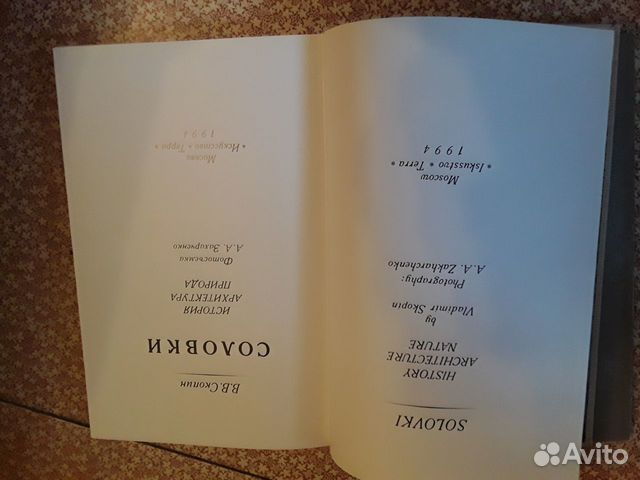 SOLOVKI
HISTORY
ARCHITECTURE
NATURE
by
Vladimir Skopin
Photography:
A. A. Zakharchenko
Moscow
• Iskusstvo • Terra •
1994
В.В.Скопин
СОЛОВКИ
ИСТОРИЯ
АРХИТЕКТУРА
ПРИРОДА
Фотосъемка
А.А. Захарченко
Москва
• Искусство • Терра •
1994
Avito